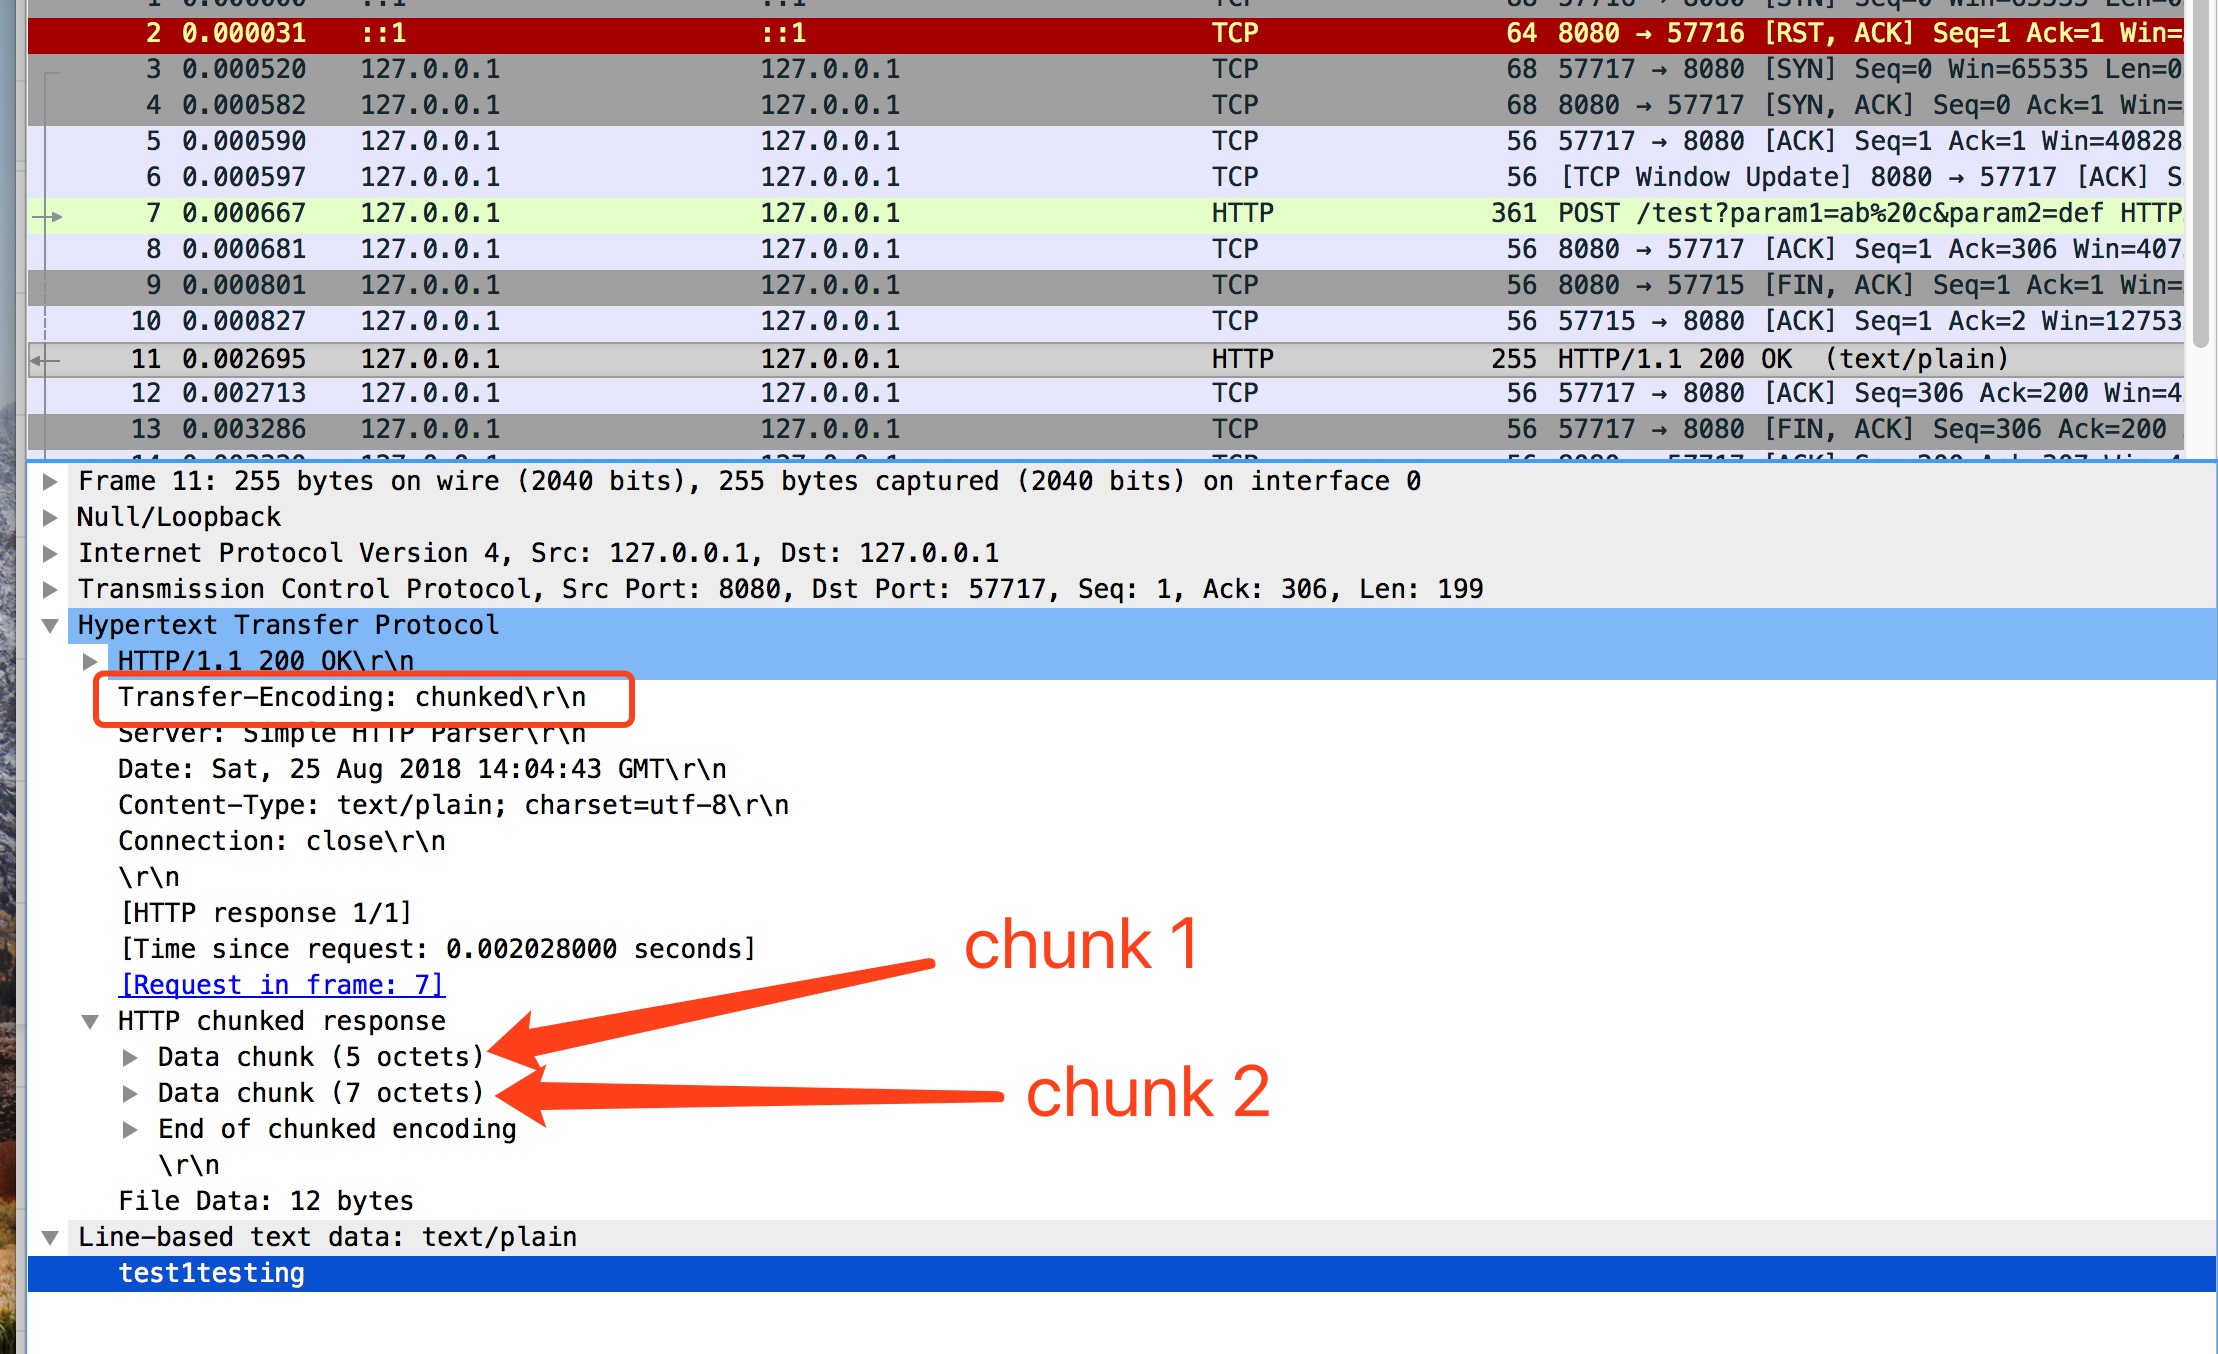 2 0.000031 ::1 ::1 TCP 64 8080 → 57716 [RST, ACK] Seq=1 Ack=1 Win=
3 0.000520 127.0.0.1 127.0.0.1 TCP 68 57717 → 8080 [SYN] Seq=0 Win=65535 Len=0
4 0.000582 127.0.0.1 127.0.0.1 TCP 68 8080 → 57717 [SYN, ACK] Seq=0 Ack=1 Win=
5 0.000590 127.0.0.1 127.0.0.1 TCP 56 57717 → 8080 [ACK] Seq=1 Ack=1 Win=40828
6 0.000597 127.0.0.1 127.0.0.1 TCP 56 [TCP Window Update] 8080 → 57717 [ACK] S
7 0.000667 127.0.0.1 127.0.0.1 HTTP 361 POST /test?param1=ab%20c&param2=def HTTP
8 0.000681 127.0.0.1 127.0.0.1 TCP 56 8080 → 57717 [ACK] Seq=1 Ack=306 Win=407
9 0.000801 127.0.0.1 127.0.0.1 TCP 56 8080 → 57715 [FIN, ACK] Seq=1 Ack=1 Win=
10 0.000827 127.0.0.1 127.0.0.1 TCP 56 57715 → 8080 [ACK] Seq=1 Ack=2 Win=12753
11 0.002695 127.0.0.1 127.0.0.1 HTTP 255 HTTP/1.1 200 OK (text/plain)
12 0.002713 127.0.0.1 127.0.0.1 TCP 56 57717 → 8080 [ACK] Seq=306 Ack=200 Win=4
13 0.003286 127.0.0.1 127.0.0.1 TCP 56 57717 → 8080 [FIN, ACK] Seq=306 Ack=200
Frame 11: 255 bytes on wire (2040 bits), 255 bytes captured (2040 bits) on interface 0
Null/Loopback
Internet Protocol Version 4, Src: 127.0.0.1, Dst: 127.0.0.1
Transmission Control Protocol, Src Port: 8080, Dst Port: 57717, Seq: 1, Ack: 306, Len: 199
Hypertext Transfer Protocol
HTTP/1.1 200 OK\r\n
Transfer-Encoding: chunked\r\n
Server: Simple HTTP Parser\r\n
Date: Sat, 25 Aug 2018 14:04:43 GMT\r\n
Content-Type: text/plain; charset=utf-8\r\n
Connection: close\r\n
\r\n
[HTTP response 1/1]
[Time since request: 0.002028000 seconds]
[Request in frame: 7]
HTTP chunked response
Data chunk (5 octets)
chunk 1
Data chunk (7 octets)
chunk 2
End of chunked encoding
\r\n
File Data: 12 bytes
Line-based text data: text/plain
test1testing